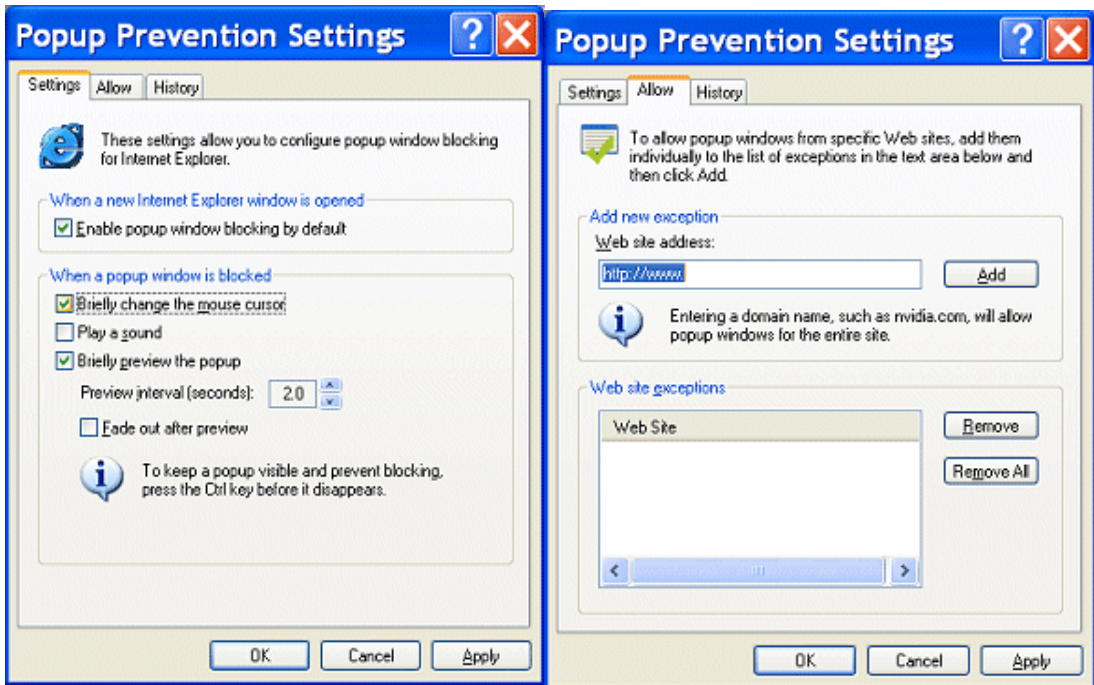 Popup Prevention Settings
Settings
Allow
History
These settings allow you to configure popup window blocking
for Internet Explorer.
When a new Internet Explorer window is opened
Enable popup window blocking by default
When a popup window is blocked
Briefly change the mouse cursor
Play a sound
Briefly preview the popup
Preview interval (seconds): 2.0
Fade out after preview
To keep a popup visible and prevent blocking,
press the Ctrl key before it disappears.
OK
Cancel
Apply
Popup Prevention Settings
Settings
Allow
History
To allow popup windows from specific Web sites, add them
individually to the list of exceptions in the text area below and
then click Add.
Add new exception
Web site address:
http://www.
Add
Entering a domain name, such as nvidia.com, will allow
popup windows for the entire site.
Web site exceptions
Web Site
Remove
Remove All
OK
Cancel
Apply